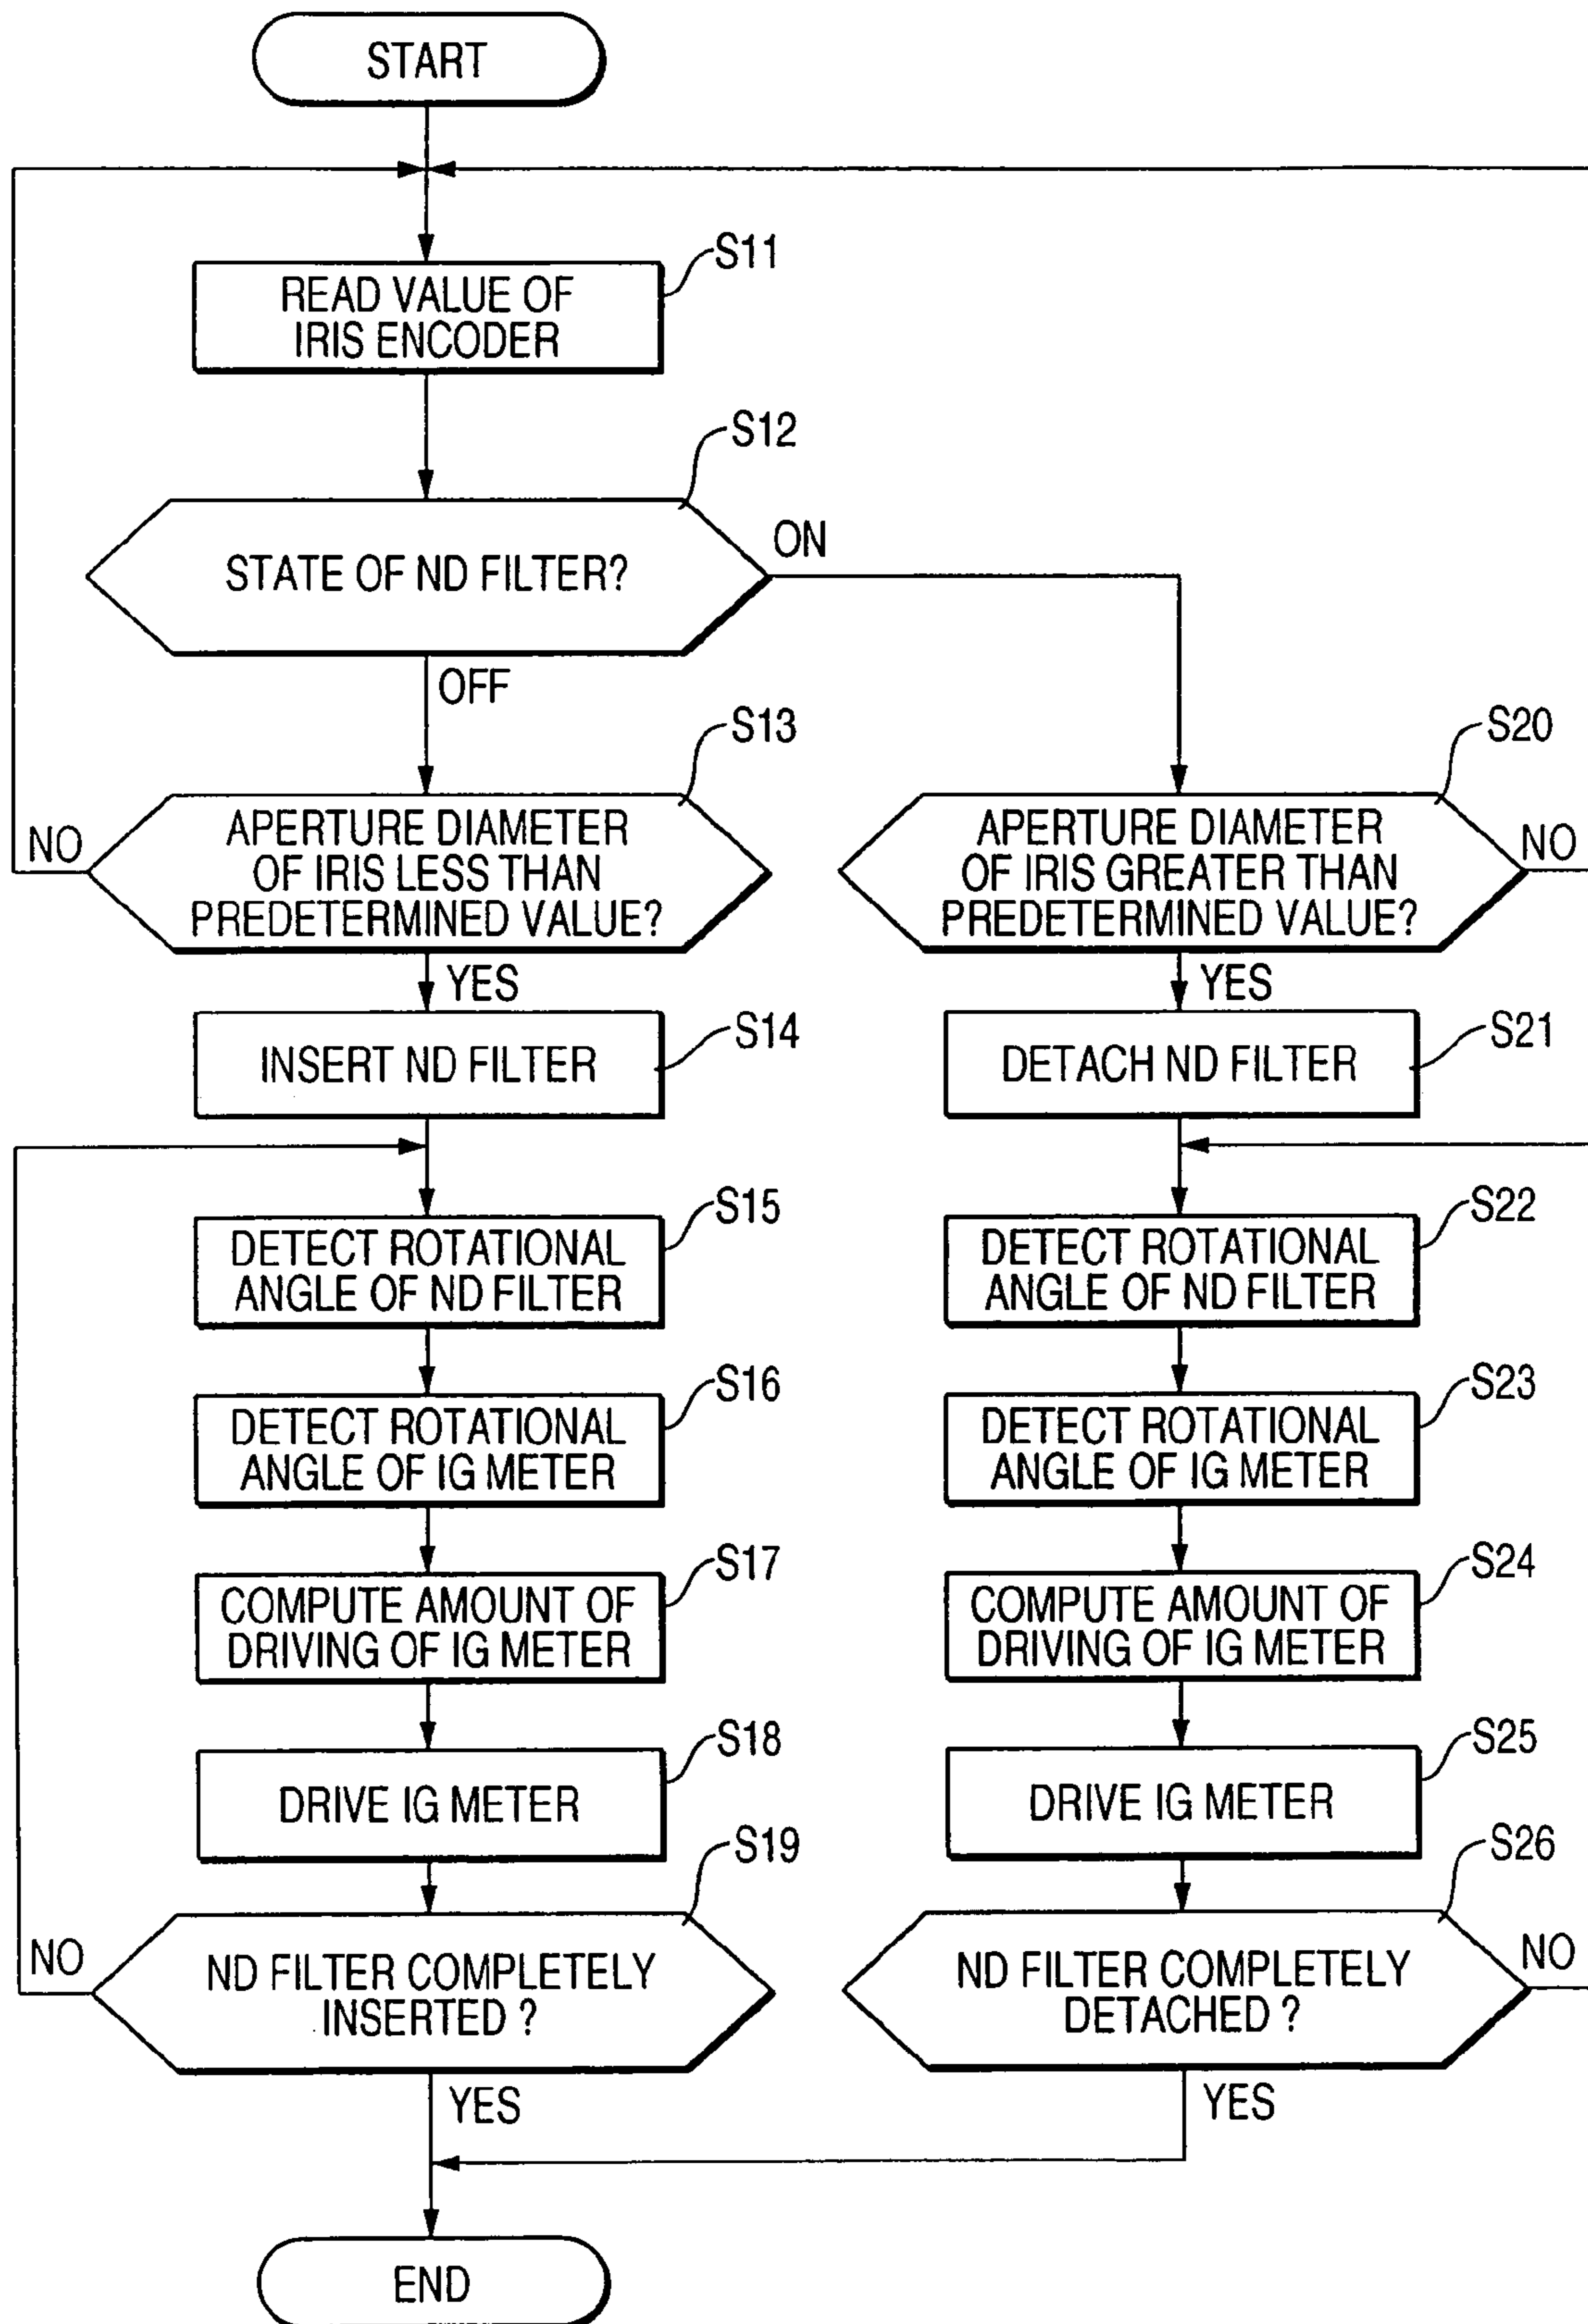 START
S11
READ VALUE OF
IRIS ENCODER
S12
STATE OF ND FILTER?
ON
OFF
S13
NO
APERTURE DIAMETER
OF IRIS LESS THAN
PREDETERMINED VALUE?
YES
S14
INSERT ND FILTER
S15
DETECT ROTATIONAL
ANGLE OF ND FILTER
S16
DETECT ROTATIONAL
ANGLE OF IG METER
S17
COMPUTE AMOUNT OF
DRIVING OF IG METER
S18
DRIVE IG METER
S19
NO
ND FILTER COMPLETELY
INSERTED ?
YES
S20
APERTURE DIAMETER
OF IRIS GREATER THAN
PREDETERMINED VALUE?
NO
YES
S21
DETACH ND FILTER
S22
DETECT ROTATIONAL
ANGLE OF ND FILTER
S23
DETECT ROTATIONAL
ANGLE OF IG METER
S24
COMPUTE AMOUNT OF
DRIVING OF IG METER
S25
DRIVE IG METER
S26
ND FILTER COMPLETELY
DETACHED ?
NO
YES
END